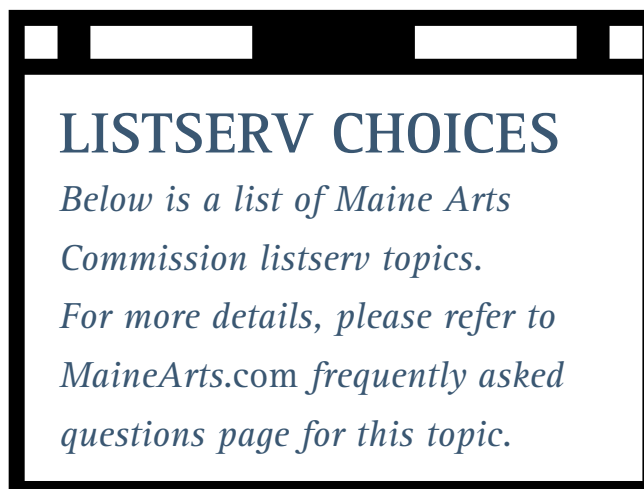 LISTSERV CHOICES
Below is a list of Maine Arts
Commission listserv topics.
For more details, please refer to
MaineArts.com frequently asked
questions page for this topic.